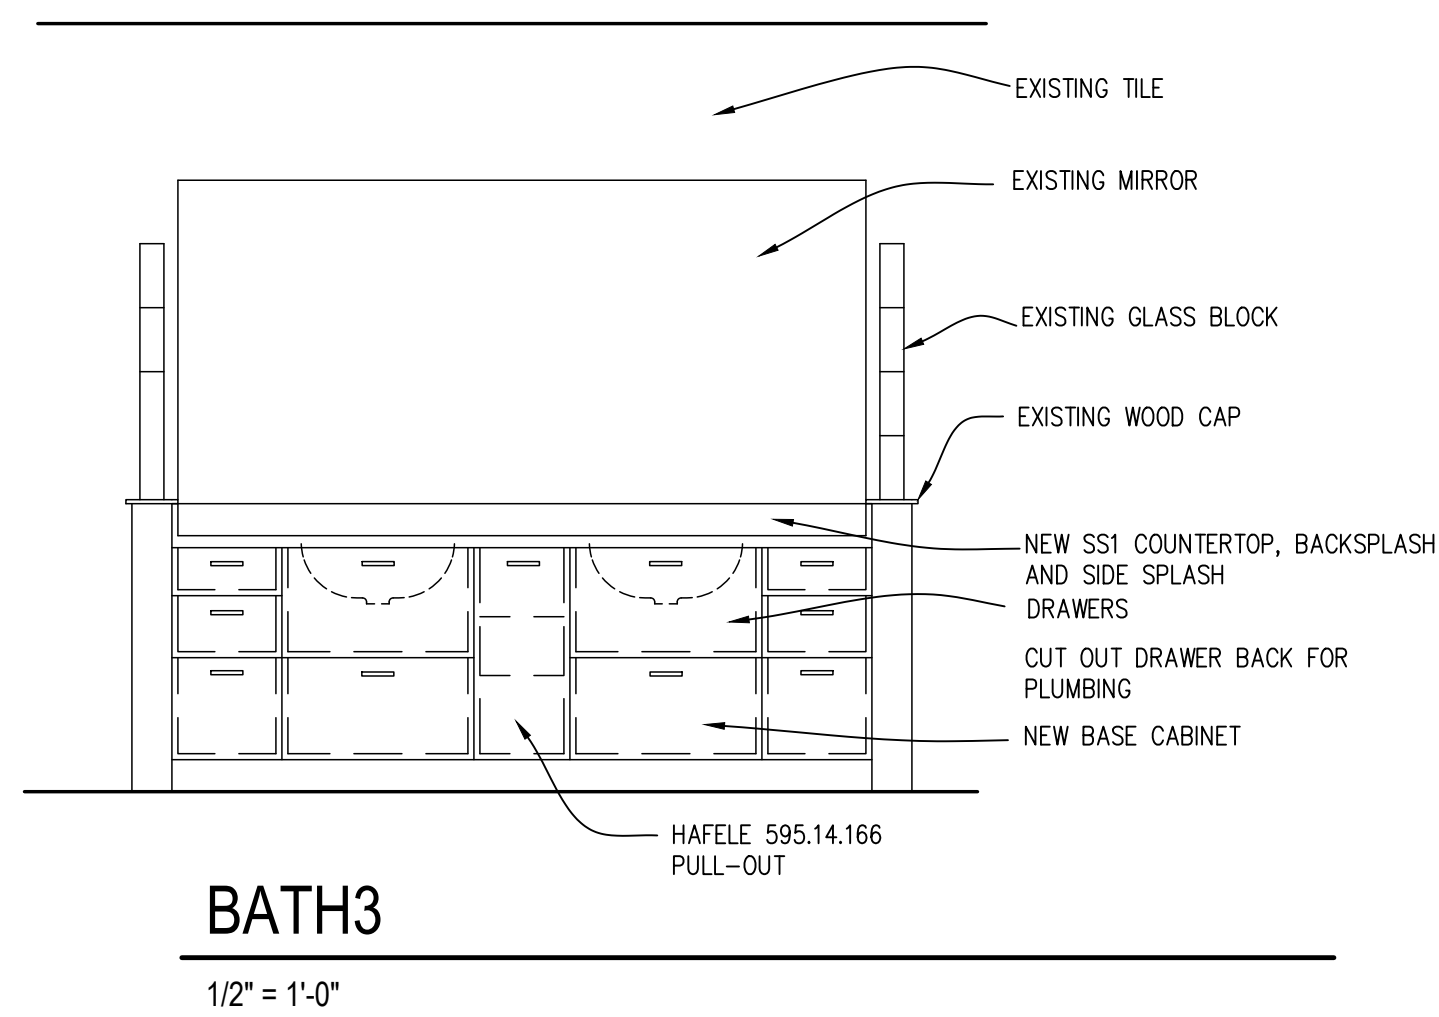 EXISTING TILE
EXISTING MIRROR
EXISTING GLASS BLOCK
EXISTING WOOD CAP
NEW SS1 COUNTERTOP, BACKSPLASH
AND SIDE SPLASH
DRAWERS
CUT OUT DRAWER BACK FOR
PLUMBING
NEW BASE CABINET
HAFELE 595.14.166
PULL-OUT
BATH3
1/2" = 1'-0"